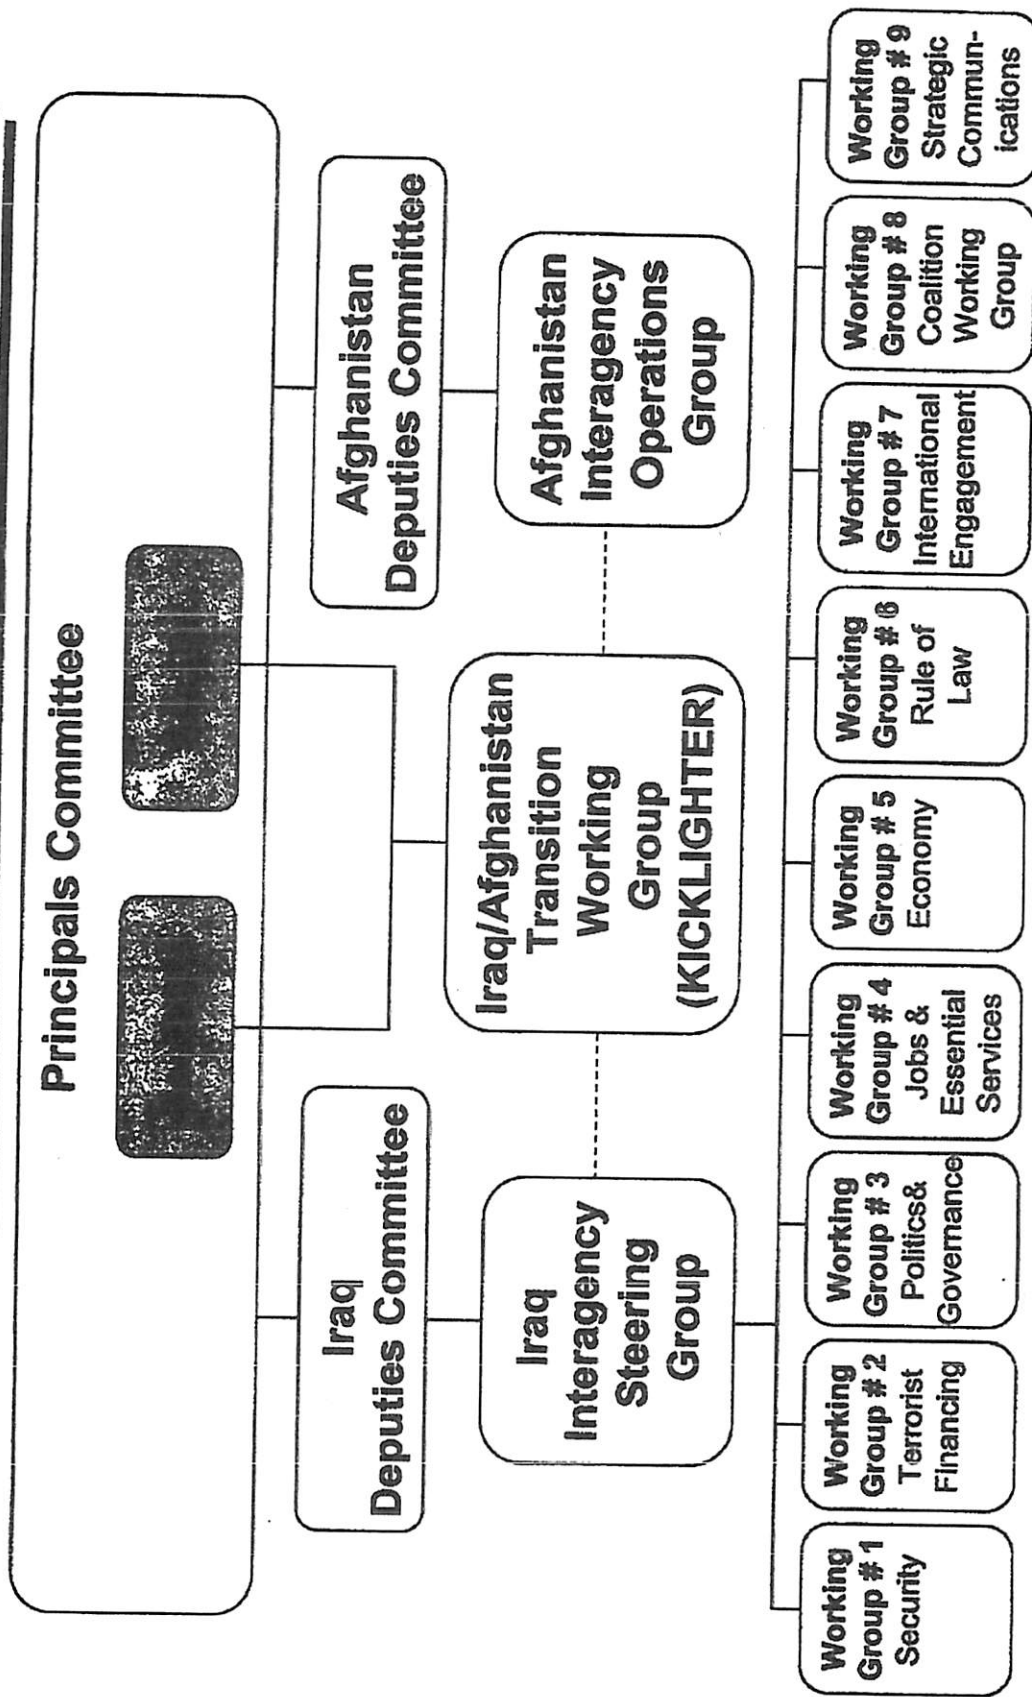 Principals Committee
Iraq
Deputies Committee
Afghanistan
Deputies Committee
Iraq
Interagency
Steering
Group
Iraq/Afghanistan
Transition
Working
Group
(KICKLIGHTER)
Afghanistan
Interagency
Operations
Group
Working
Group # 1
Security
Working
Group # 2
Terrorist
Financing
Working
Group # 3
Politics&
Governance
Working
Group # 4
Jobs &
Essential
Services
Working
Group # 5
Economy
Working
Group # 6
Rule of
Law
Working
Group # 7
International
Engagement
Working
Group # 8
Coalition
Working
Group
Working
Group # 9
Strategic
Commun-
ications